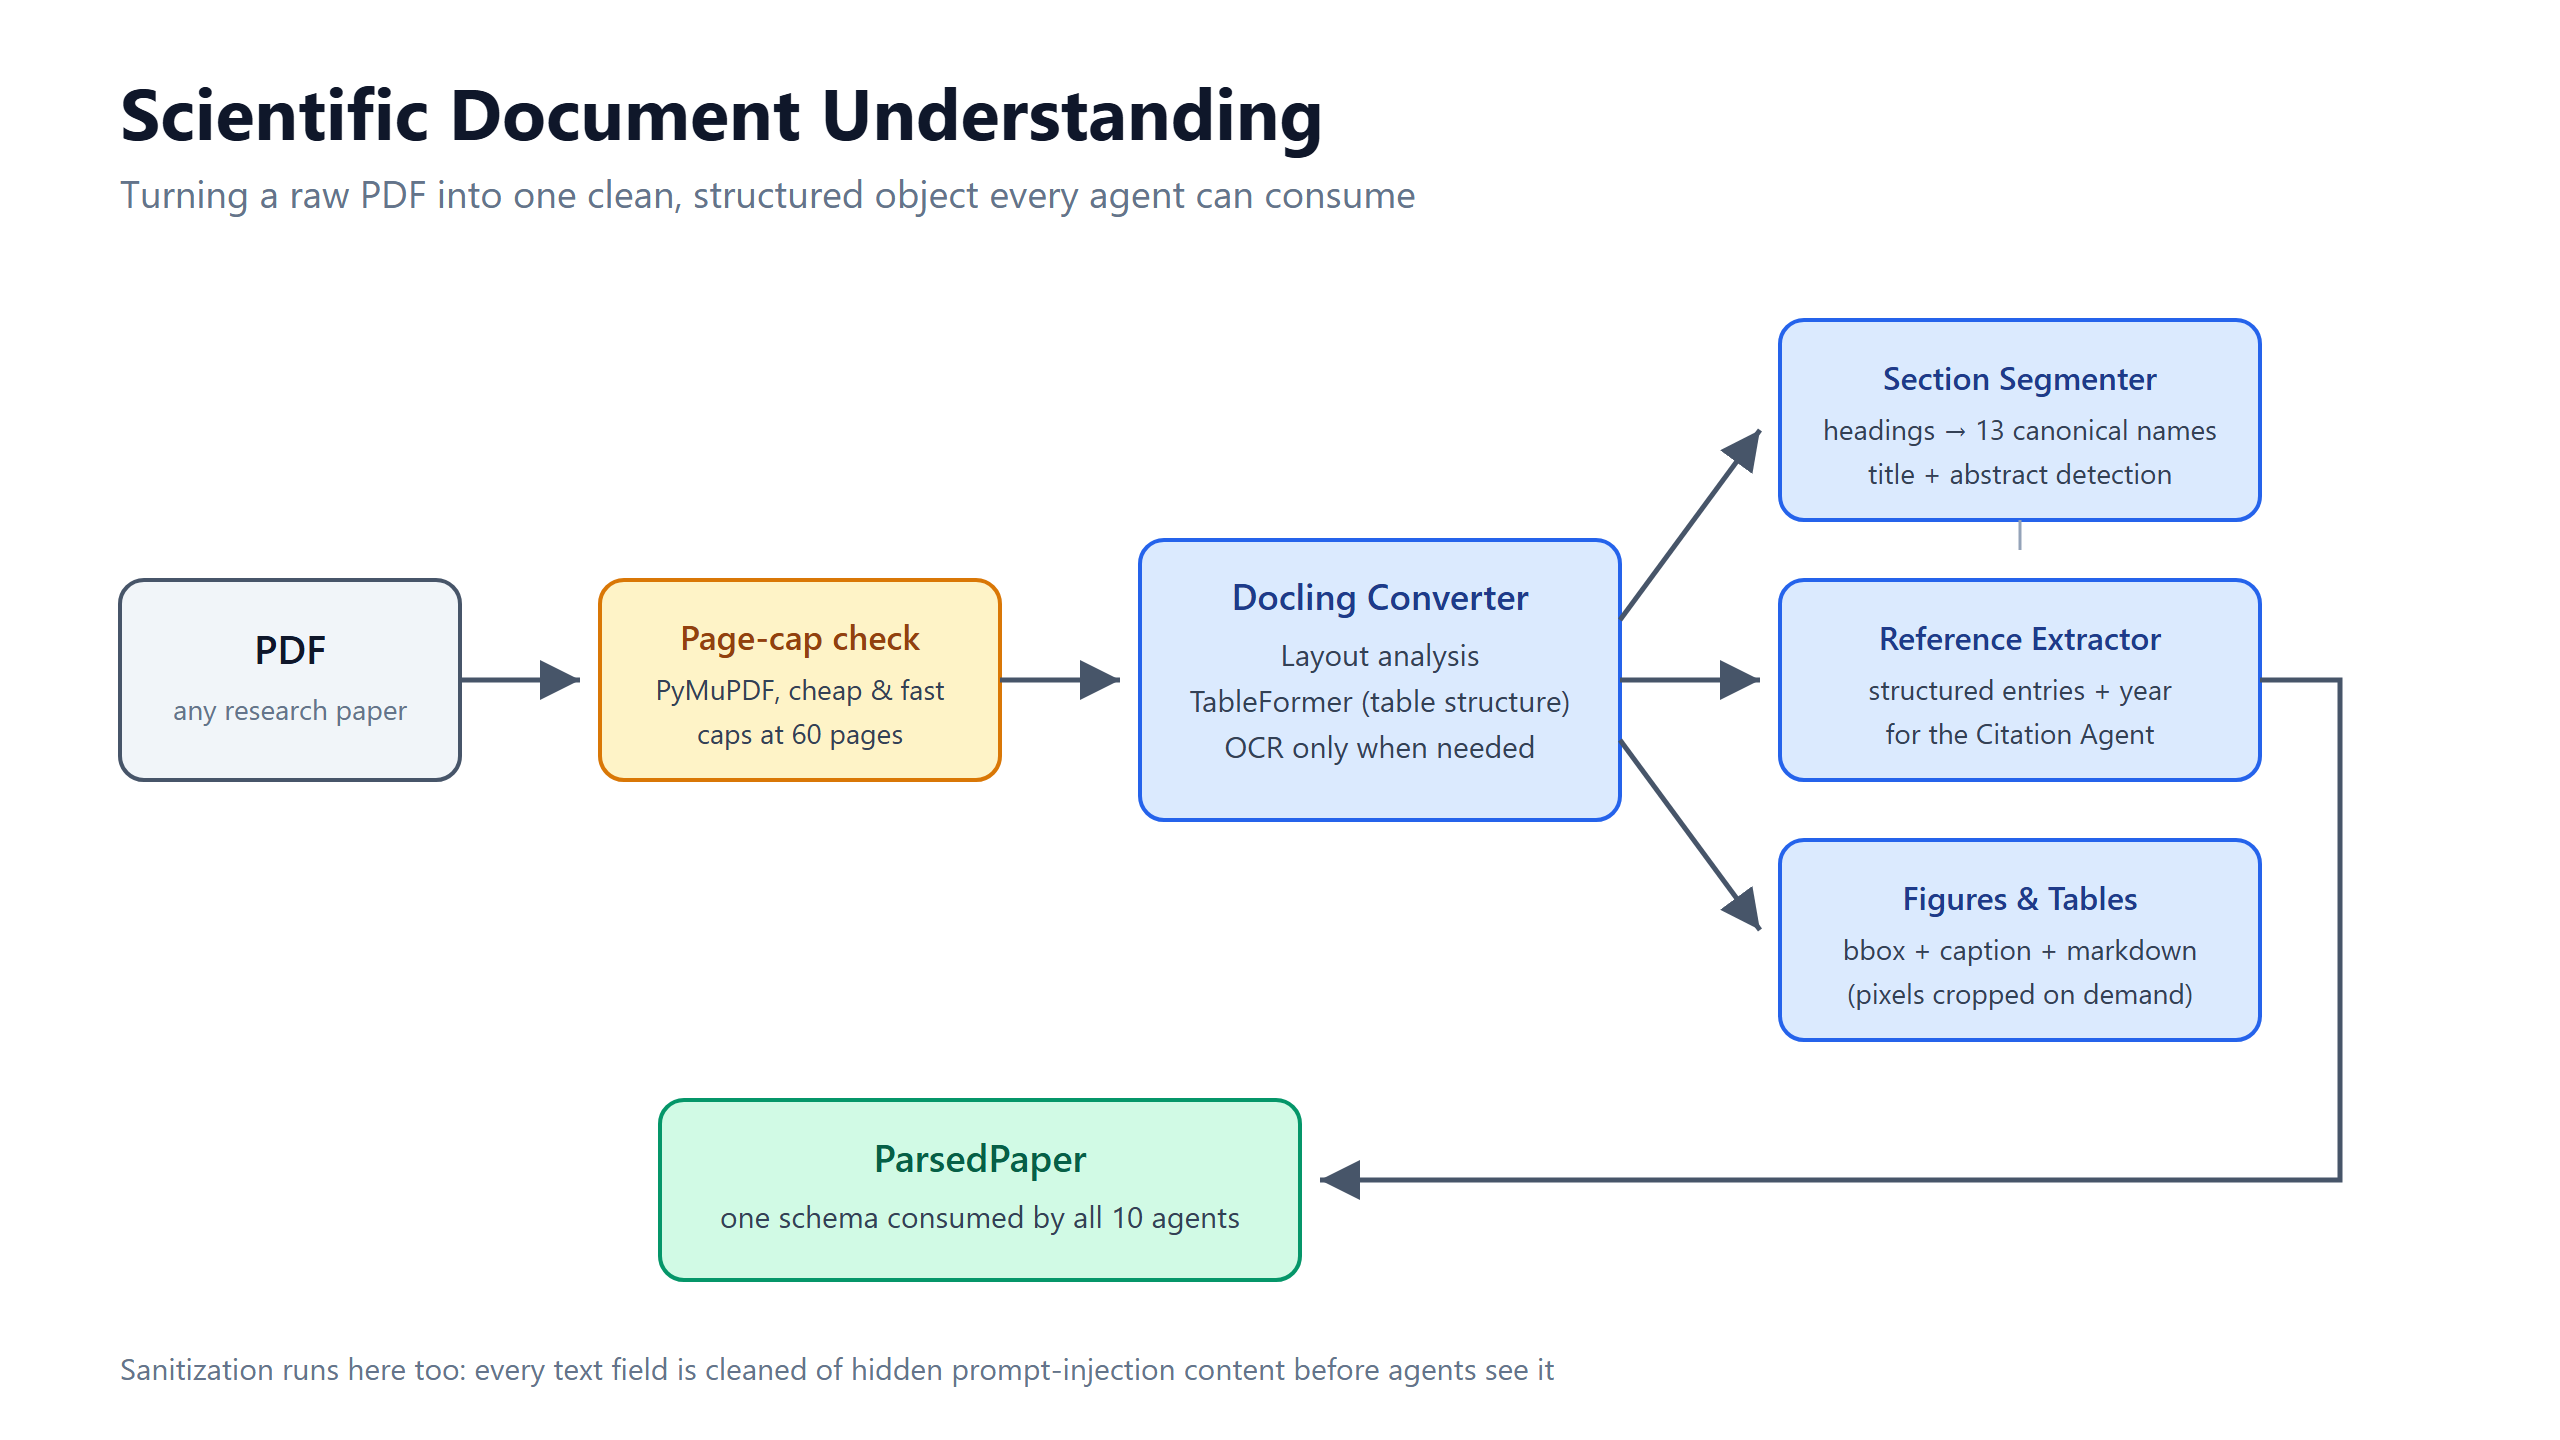 Scientific Document Understanding
Turning a raw PDF into one clean, structured object every agent can consume
PDF
any research paper
Page-cap check
PyMuPDF, cheap & fast
caps at 60 pages
Docling Converter
Layout analysis
TableFormer (table structure)
OCR only when needed
Section Segmenter
headings → 13 canonical names
title + abstract detection
Reference Extractor
structured entries + year
for the Citation Agent
Figures & Tables
bbox + caption + markdown
(pixels cropped on demand)
ParsedPaper
one schema consumed by all 10 agents
Sanitization runs here too: every text field is cleaned of hidden prompt-injection content before agents see it